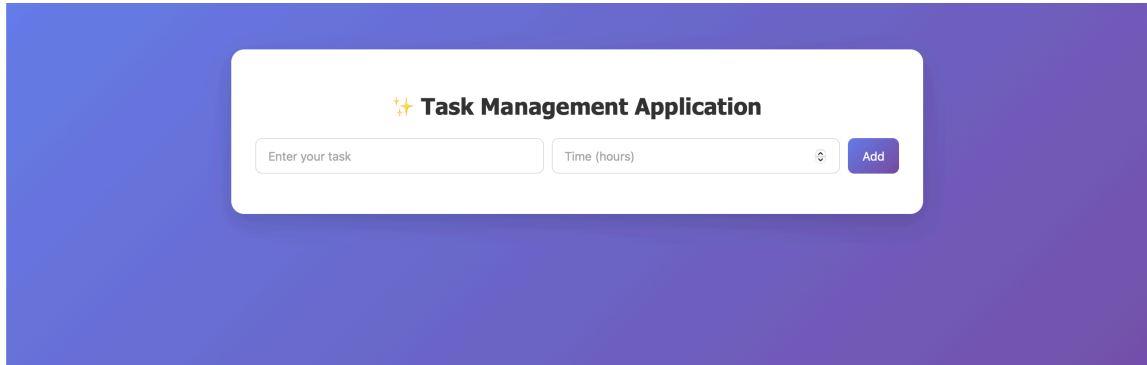 ✨ Task Management Application
Enter your task
Time (hours)
Add